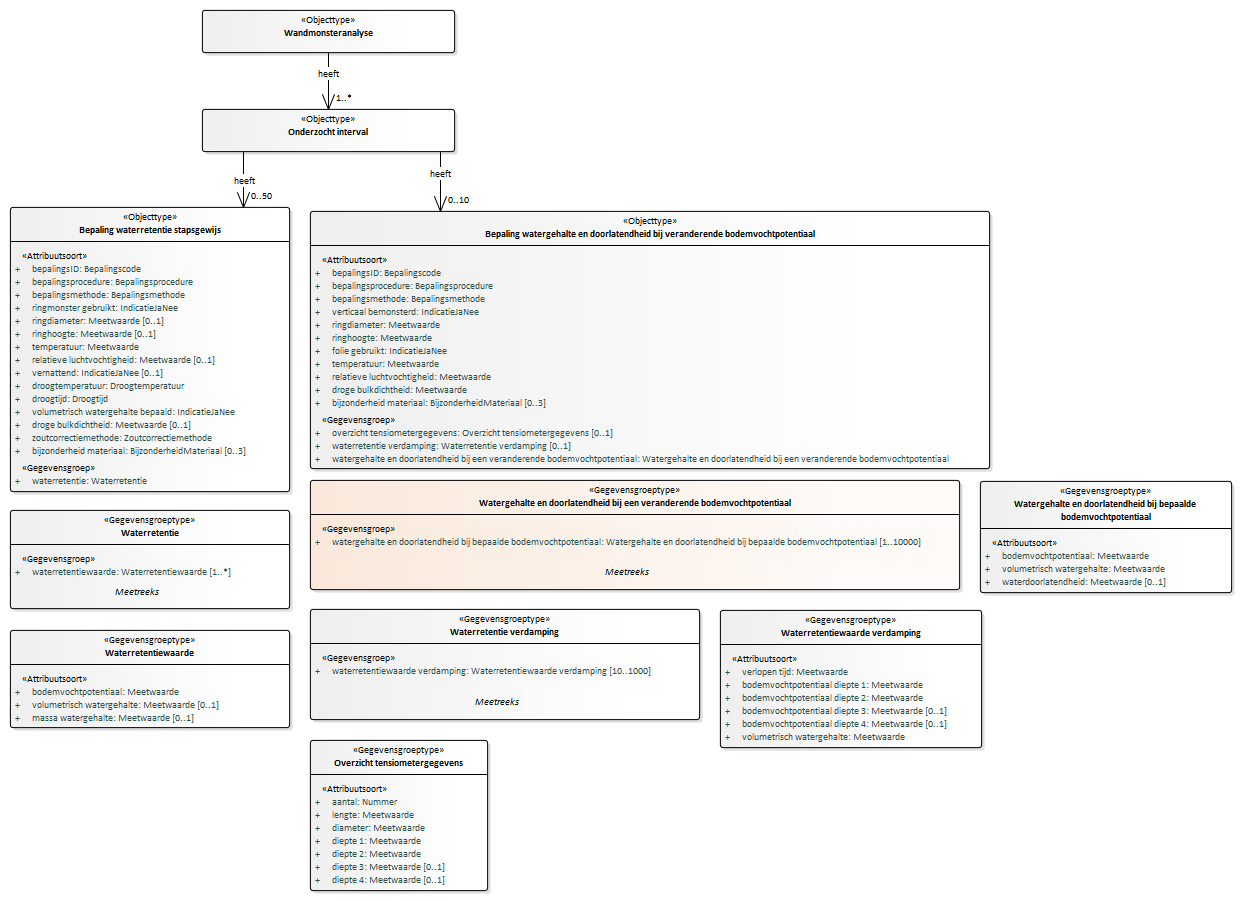 «Objecttype»
Wandmonsteranalyse
heeft
1..*
«Objecttype»
Onderzocht interval
heeft
0..50
heeft
0..10
«Objecttype»
Bepaling waterretentie stapsgewijs
«Attribuutsoort»
+ bepalingsID: Bepalingscode
+ bepalingsprocedure: Bepalingsprocedure
+ bepalingsmethode: Bepalingsmethode
+ ringmonster gebruikt: IndicatieJaNee
+ ringdiameter: Meetwaarde [0..1]
+ ringhoogte: Meetwaarde [0..1]
+ temperatuur: Meetwaarde
+ relatieve luchtvochtigheid: Meetwaarde [0..1]
+ vernattend: IndicatieJaNee [0..1]
+ droogtemperatuur: Droogtemperatuur
+ droogtijd: Droogtijd
+ volumetrisch watergehalte bepaald: IndicatieJaNee
+ droge bulkdichtheid: Meetwaarde [0..1]
+ zoutcorrectiemethode: Zoutcorrectiemethode
+ bijzonder materiaal: BijzonderheidMateriaal [0..3]
«Gegevensgroep»
+ waterretentie: Waterretentie
«Objecttype»
Bepaling watergehalte en doorlatendheid bij veranderende bodemvochtpotentiaal
«Attribuutsoort»
+ bepalingsID: Bepalingscode
+ bepalingsprocedure: Bepalingsprocedure
+ bepalingsmethode: Bepalingsmethode
+ verticaal bemonsterd: IndicatieJaNee
+ ringdiameter: Meetwaarde
+ ringhoogte: Meetwaarde
+ folie gebruikt: IndicatieJaNee
+ temperatuur: Meetwaarde
+ relatieve luchtvochtigheid: Meetwaarde
+ droge bulkdichtheid: Meetwaarde
+ bijzonder materiaal: BijzonderheidMateriaal [0..3]
«Gegevensgroep»
+ overzicht tensiometergegevens: Overzicht tensiometergegevens [0..1]
+ waterretentie verdamping: Waterretentie verdamping [0..1]
+ watergehalte en doorlatendheid bij een veranderende bodemvochtpotentiaal: Watergehalte en doorlatendheid bij een veranderende bodemvochtpotentiaal
«Gegevensgroeptype»
Watergehalte en doorlatendheid bij een veranderende bodemvochtpotentiaal
«Gegevensgroep»
+ watergehalte en doorlatendheid bij bepaalde bodemvochtpotentiaal: Watergehalte en doorlatendheid bij bepaalde bodemvochtpotentiaal [1..10000]
Meetreeks
«Gegevensgroeptype»
Watergehalte en doorlatendheid bij bepaalde
bodemvochtpotentiaal
«Attribuutsoort»
+ bodemvochtpotentiaal: Meetwaarde
+ volumetrisch watergehalte: Meetwaarde
+ waterdoorlatendheid: Meetwaarde [0..1]
«Gegevensgroeptype»
Waterretentie
«Gegevensgroep»
+ waterretentiewaarde: Waterretentiewaarde [1..*]
Meetreeks
«Gegevensgroeptype»
Waterretentiewaarde
«Attribuutsoort»
+ bodemvochtpotentiaal: Meetwaarde
+ volumetrisch watergehalte: Meetwaarde [0..1]
+ massa watergehalte: Meetwaarde [0..1]
«Gegevensgroeptype»
Waterretentie verdamping
«Gegevensgroep»
+ waterretentiewaarde verdamping: Waterretentiewaarde verdamping [10..1000]
Meetreeks
«Gegevensgroeptype»
Waterretentiewaarde verdamping
«Attribuutsoort»
+ verlopen tijd: Meetwaarde
+ bodemvochtpotentiaal diepte 1: Meetwaarde
+ bodemvochtpotentiaal diepte 2: Meetwaarde
+ bodemvochtpotentiaal diepte 3: Meetwaarde [0..1]
+ bodemvochtpotentiaal diepte 4: Meetwaarde [0..1]
+ volumetrisch watergehalte: Meetwaarde
«Gegevensgroeptype»
Overzicht tensiometergegevens
«Attribuutsoort»
+ aantal: Nummer
+ lengte: Meetwaarde
+ diameter: Meetwaarde
+ diepte 1: Meetwaarde
+ diepte 2: Meetwaarde
+ diepte 3: Meetwaarde [0..1]
+ diepte 4: Meetwaarde [0..1]